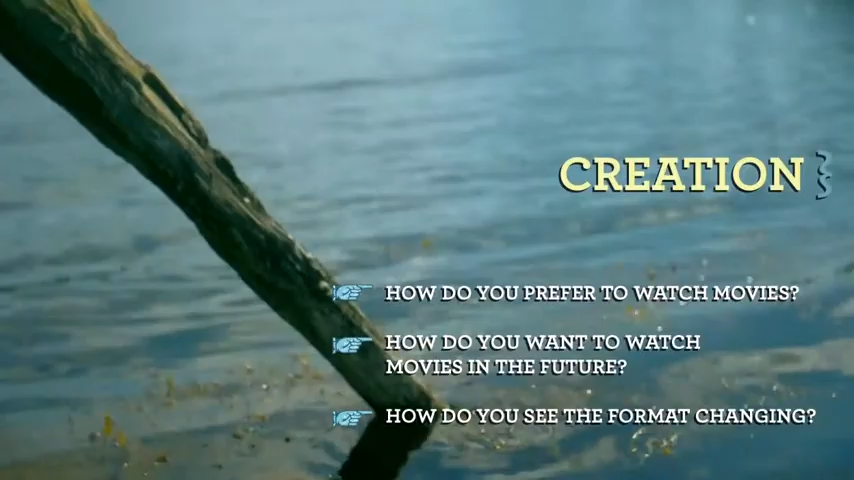 CREATION
HOW DO YOU PREFER TO WATCH MOVIES?
HOW DO YOU WANT TO WATCH
MOVIES IN THE FUTURE?
HOW DO YOU SEE THE FORMAT CHANGING?